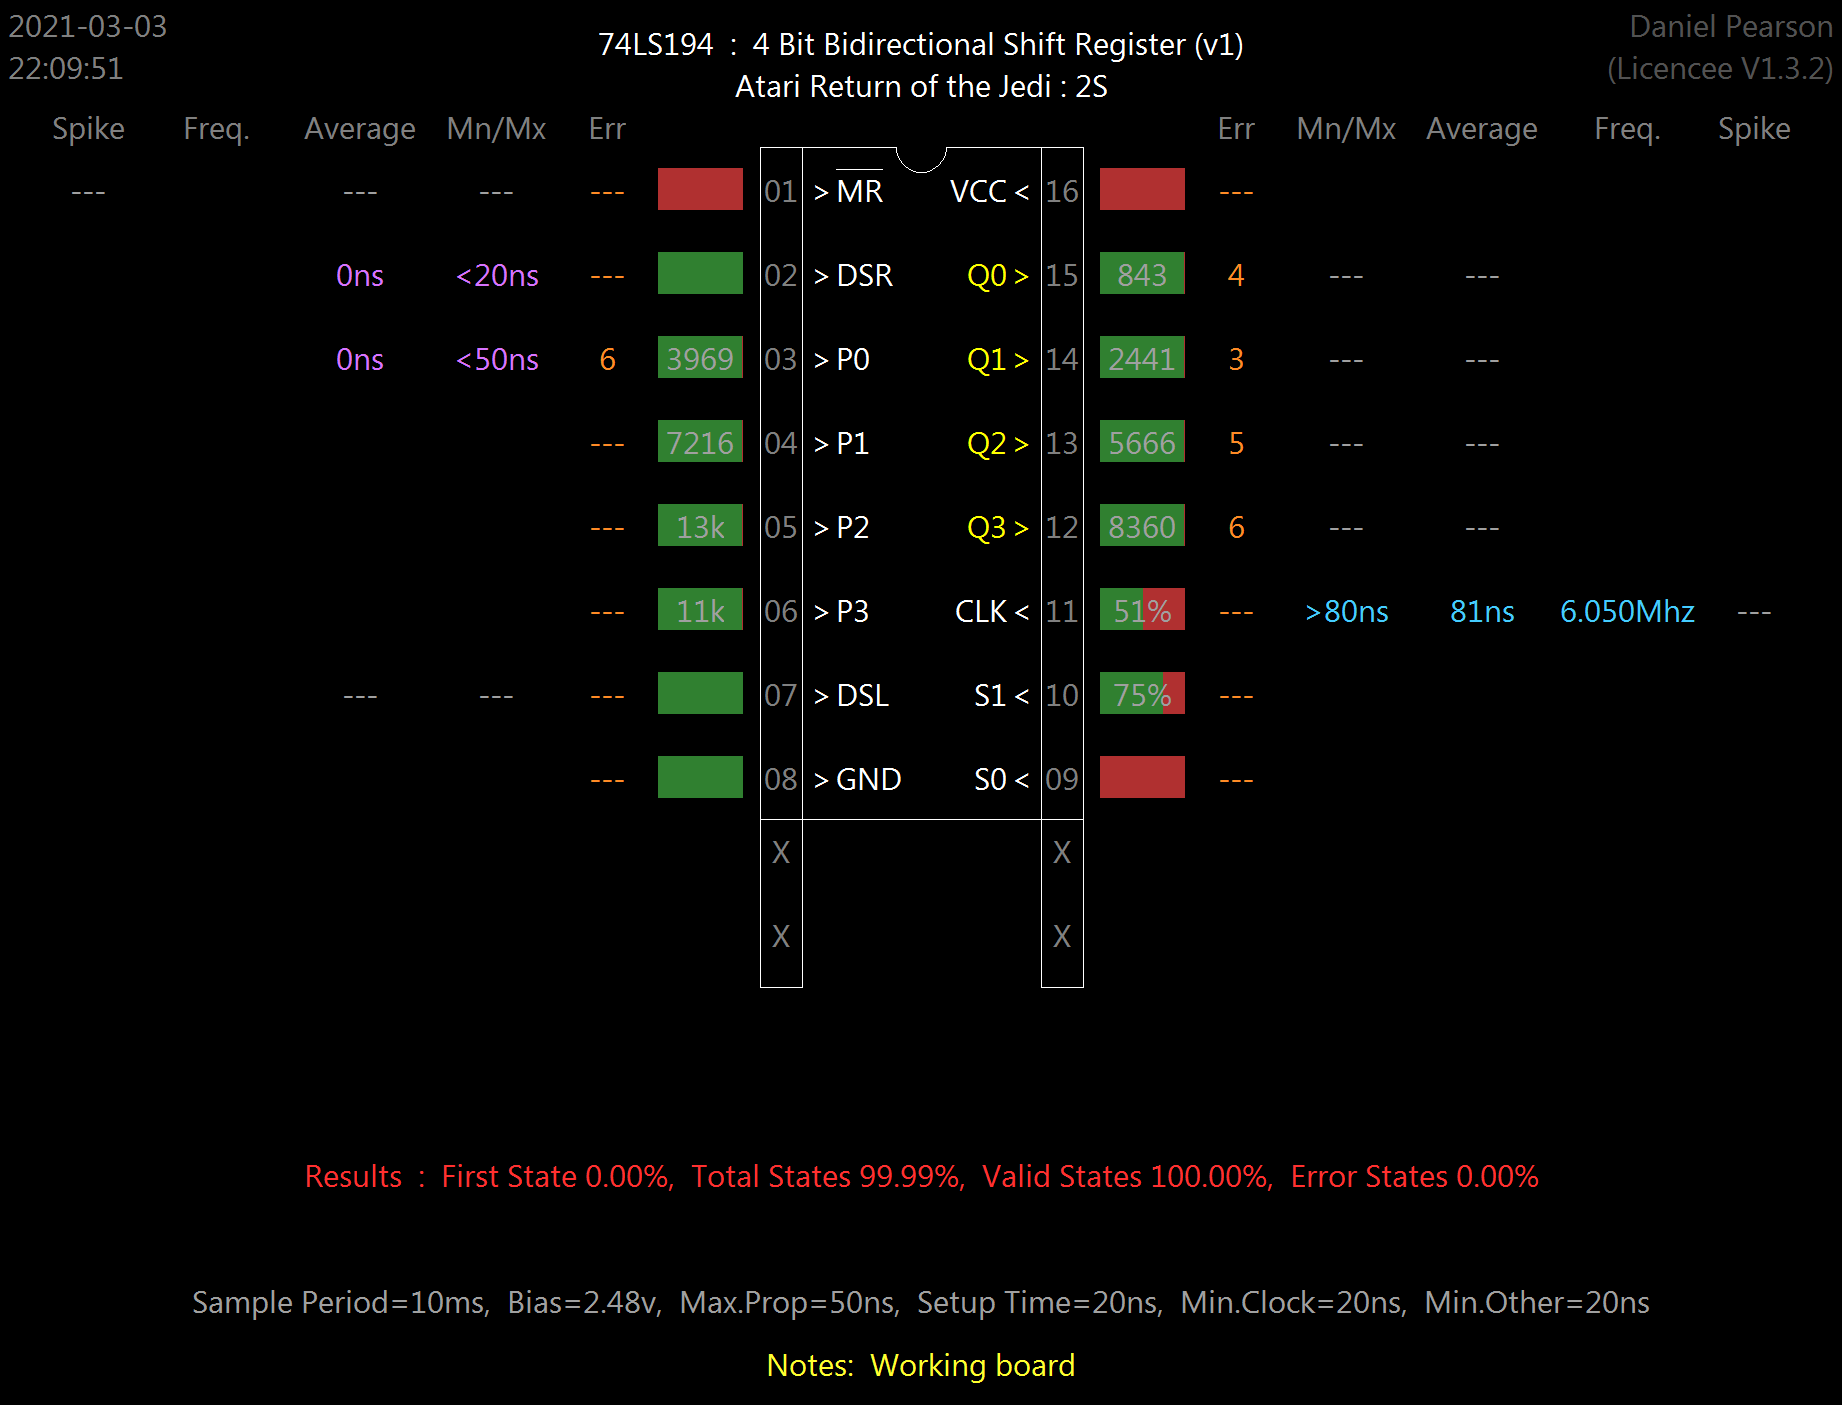 2021-03-03
22:09:51
74LS194 : 4 Bit Bidirectional Shift Register (v1)
Atari Return of the Jedi : 2S
Daniel Pearson
(Licencee V1.3.2)
Spike Freq. Average Mn/Mx Err Err Mn/Mx Average Freq. Spike
--- --- --- --- 01 > MR VCC < 16 ---
0ns <20ns --- 02 > DSR Q0 > 15 843 4 --- ---
0ns <50ns 6 3969 03 > P0 Q1 > 14 2441 3 --- ---
--- 7216 04 > P1 Q2 > 13 5666 5 --- ---
--- 13k 05 > P2 Q3 > 12 8360 6 --- ---
--- 11k 06 > P3 CLK < 11 51% --- >80ns 81ns 6.050Mhz ---
--- --- --- 07 > DSL S1 < 10 75% ---
--- 08 > GND S0 < 09 ---
X X
X X
Results : First State 0.00%, Total States 99.99%, Valid States 100.00%, Error States 0.00%
Sample Period=10ms, Bias=2.48v, Max.Prop=50ns, Setup Time=20ns, Min.Clock=20ns, Min.Other=20ns
Notes: Working board